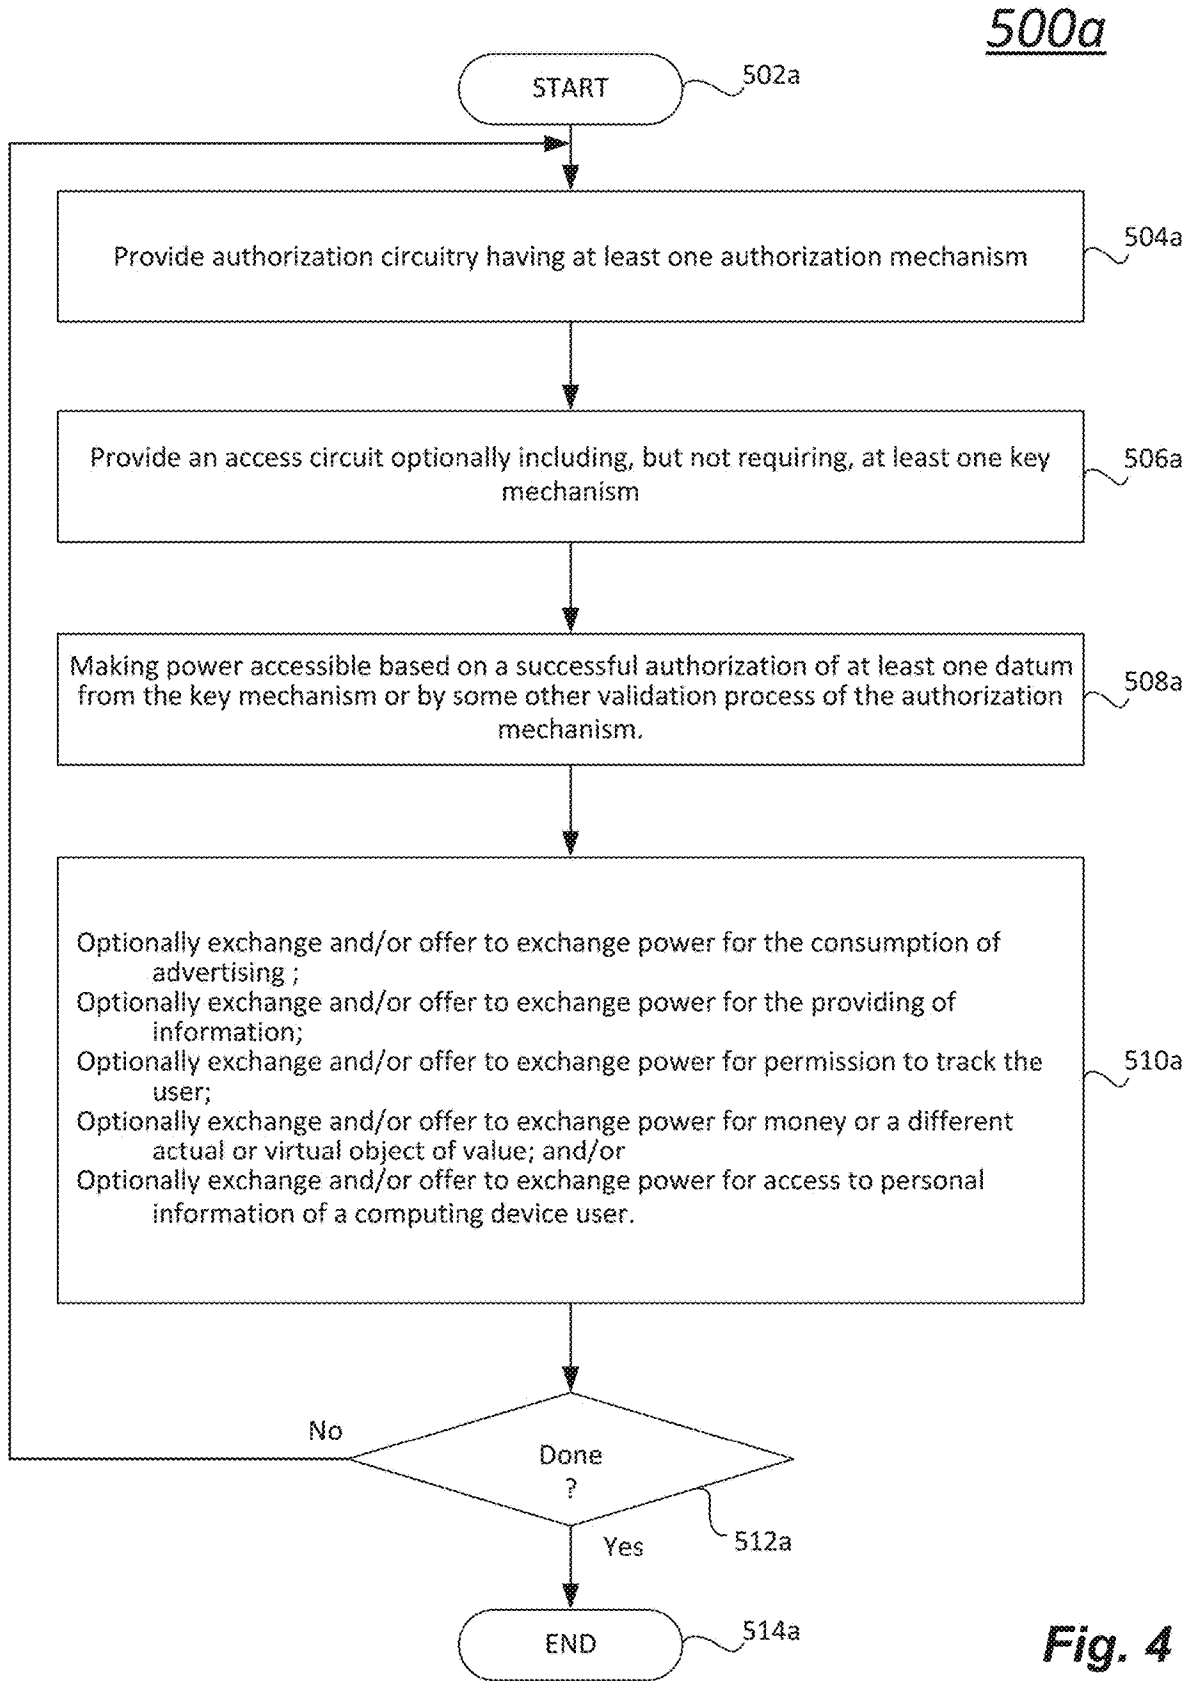 500a
START
502a
Provide authorization circuitry having at least one authorization mechanism
504a
Provide an access circuit optionally including, but not requiring, at least one key
mechanism
506a
Making power accessible based on a successful authorization of at least one datum
from the key mechanism or by some other validation process of the authorization
mechanism.
508a
Optionally exchange and/or offer to exchange power for the consumption of
advertising ;
Optionally exchange and/or offer to exchange power for the providing of
information;
Optionally exchange and/or offer to exchange power for permission to track the
user;
Optionally exchange and/or offer to exchange power for money or a different
actual or virtual object of value; and/or
Optionally exchange and/or offer to exchange power for access to personal
information of a computing device user.
510a
No
Done
?
512a
Yes
END
514a
Fig. 4